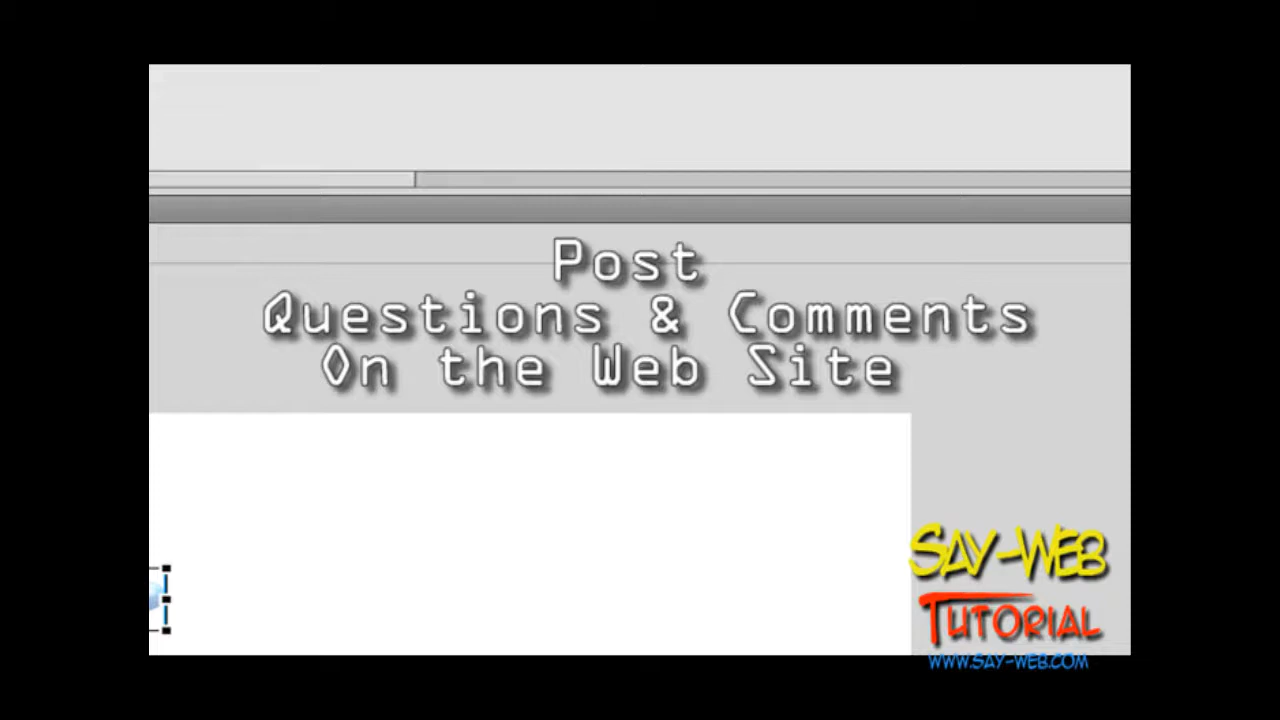 Post
Questions & Comments
On the Web Site
SAY-WEB
TUTORIAL
WWW.SAY-WEB.COM